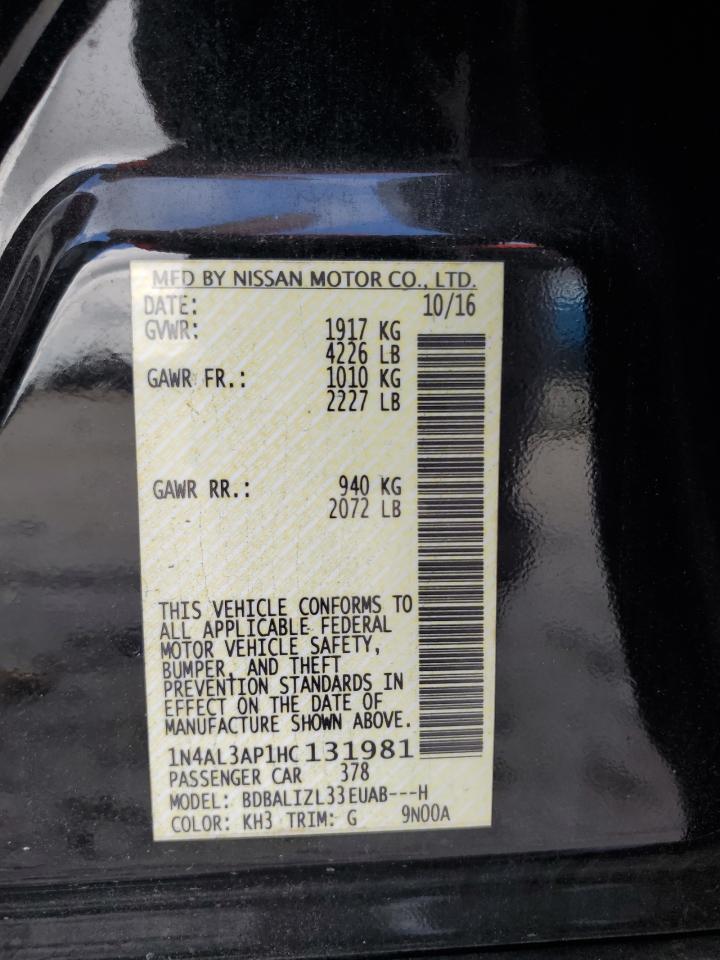 MFD BY NISSAN MOTOR CO., LTD.
DATE: 10/16
GVWR: 1917 KG
4226 LB
GAWR FR.: 1010 KG
2227 LB
GAWR RR.: 940 KG
2072 LB
THIS VEHICLE CONFORMS TO
ALL APPLICABLE FEDERAL
MOTOR VEHICLE SAFETY,
BUMPER, AND THEFT
PREVENTION STANDARDS IN
EFFECT ON THE DATE OF
MANUFACTURE SHOWN ABOVE.
1N4AL3AP1HC131981
PASSENGER CAR 378
MODEL: BDBALIZL33EUAB---H
COLOR: KH3 TRIM: G 9N00A